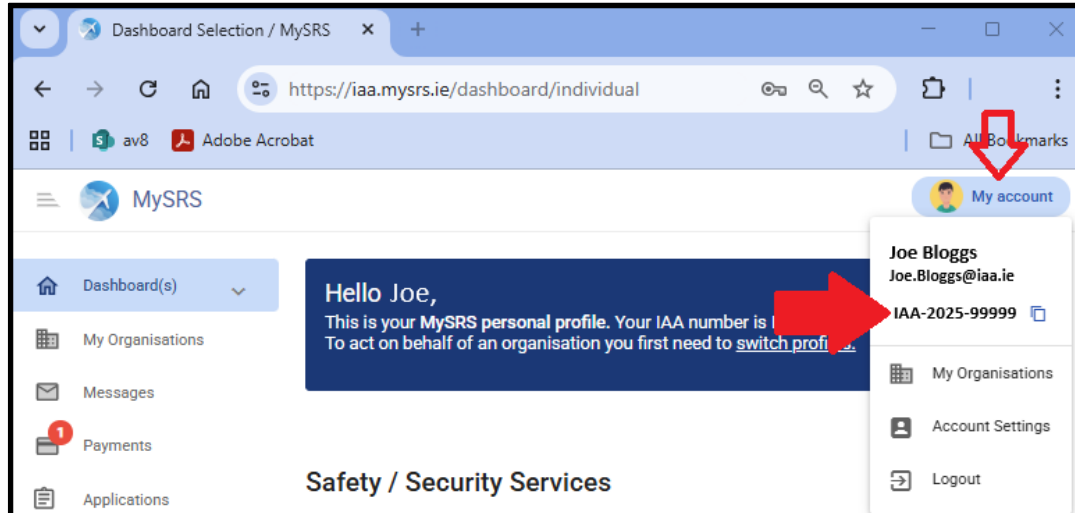 Dashboard Selection / MySRS
https://iaa.mysrs.ie/dashboard/individual
av8
Adobe Acrobat
All Bookmarks
MySRS
My account
Joe Bloggs
Joe.Bloggs@iaa.ie
IAA-2025-99999
My Organisations
Account Settings
Logout
Dashboard(s)
My Organisations
Messages
1
Payments
Applications
Hello Joe,
This is your MySRS personal profile. Your IAA number is
To act on behalf of an organisation you first need to switch profiles.
Safety / Security Services